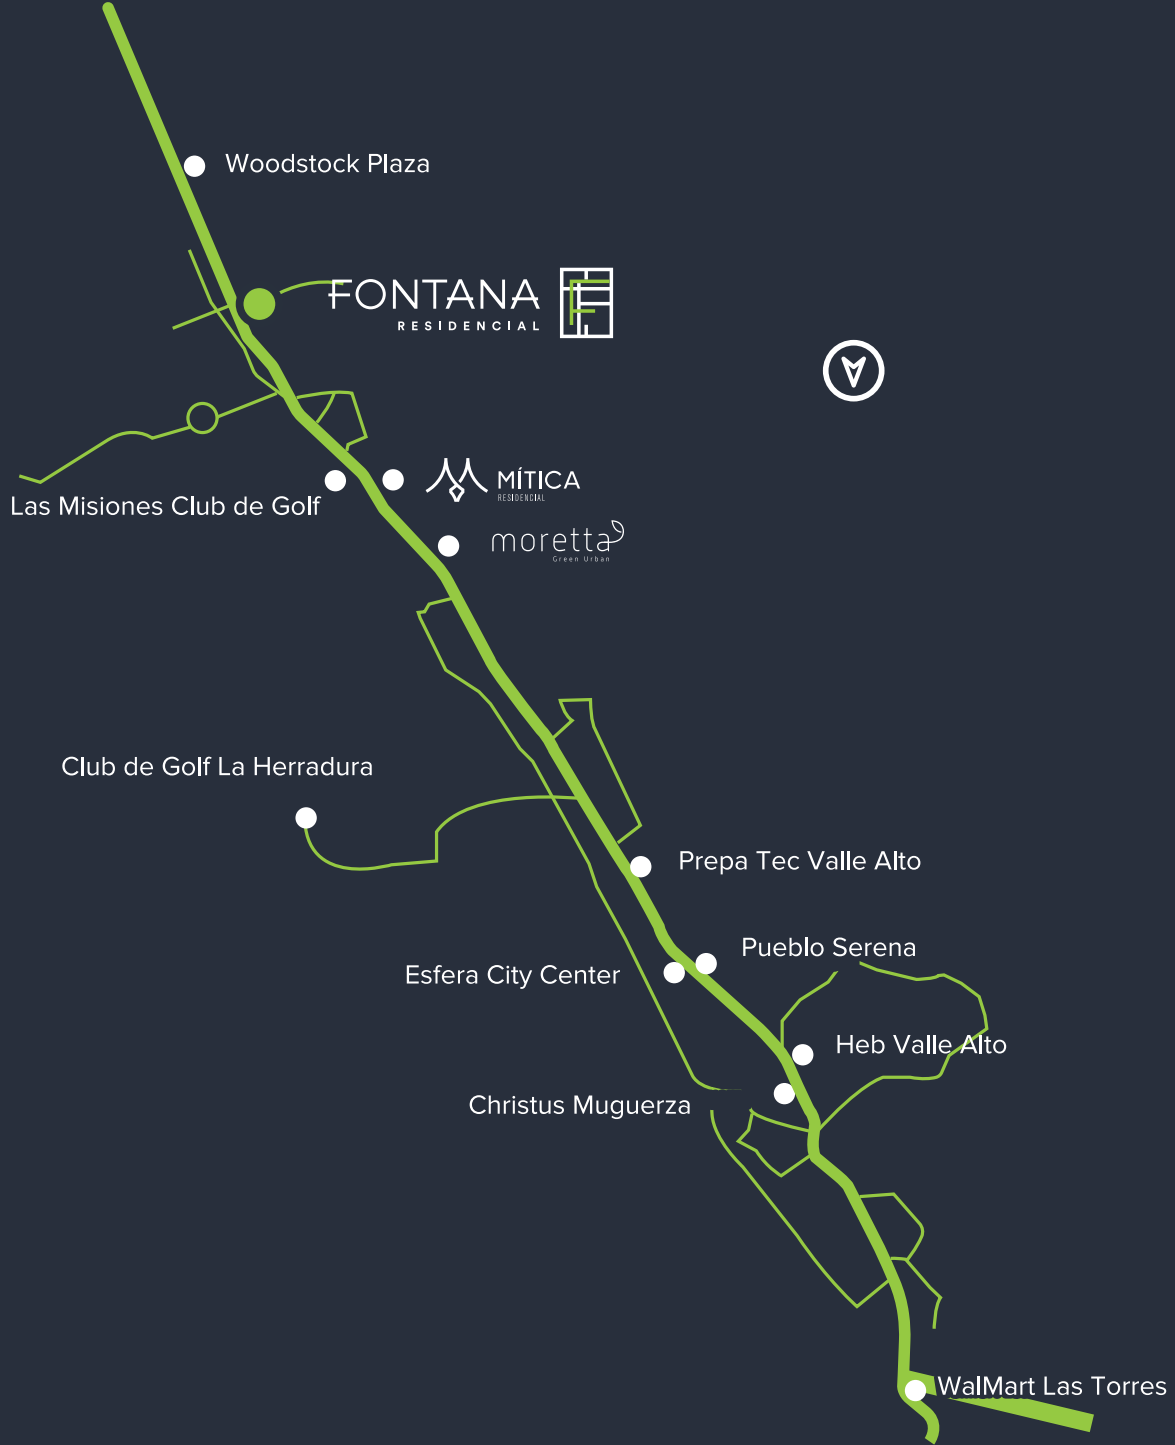 Woodstock Plaza
FONTANA
RESIDENCIAL
MÍTICA
RESIDENCIAL
Las Misiones Club de Golf
moretta
Green Urban
Club de Golf La Herradura
Prepa Tec Valle Alto
Pueblo Serena
Esfera City Center
Heb Valle Alto
Christus Muguerza
WalMart Las Torres